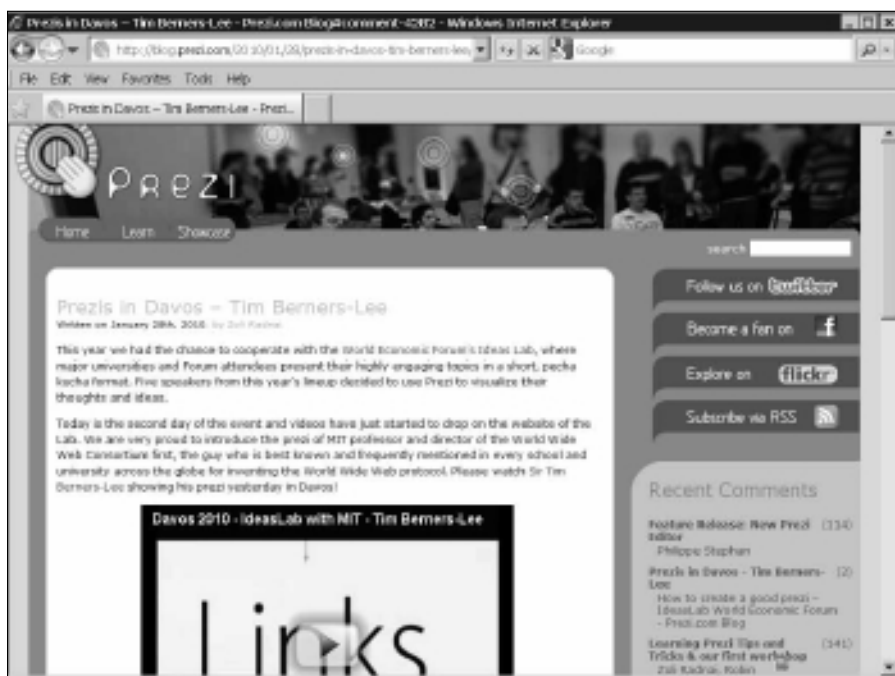 Prezis in Davos – Tim Berners-Lee - Prezi.com Blog#comment-4282 - Windows Internet Explorer
http://blog.prezi.com/2010/01/28/prezis-in-davos-tim-berners-lee/
Google
File Edit View Favorites Tools Help
Prezis in Davos – Tim Berners-Lee - Prezi...
Prezi
Home Learn Showcase
search
Prezis in Davos – Tim Berners-Lee
Written on January 28th, 2010 by Zoli Radnai
This year we had the chance to cooperate with the World Economic Forum's Ideas Lab, where
major universities and Forum attendees present their highly engaging topics in a short, pecha
kucha format. Five speakers from this year's lineup decided to use Prezi to visualize their
thoughts and ideas.
Today is the second day of the event and videos have just started to drop on the website of the
Lab. We are very proud to introduce the prezi of MIT professor and director of the World Wide
Web Consortium first, the guy who is best known and frequently mentioned in every school and
university across the globe for inventing the World Wide Web protocol. Please watch Sir Tim
Berners-Lee showing his prezi yesterday in Davos!
Davos 2010 - IdeasLab with MIT - Tim Berners-Lee
Links
Follow us on twitter
Become a fan on f
Explore on flickr
Subscribe via RSS
Recent Comments
Feature Release: New Prezi (114)
Editor
Philippe Stephan
Prezis in Davos - Tim Berners- (2)
Lee
How to create a good prezi –
IdeasLab World Economic Forum
- Prezi.com Blog
Learning Prezi Tips and (141)
Tricks & our first workshop
Zoli Radnai, Robin